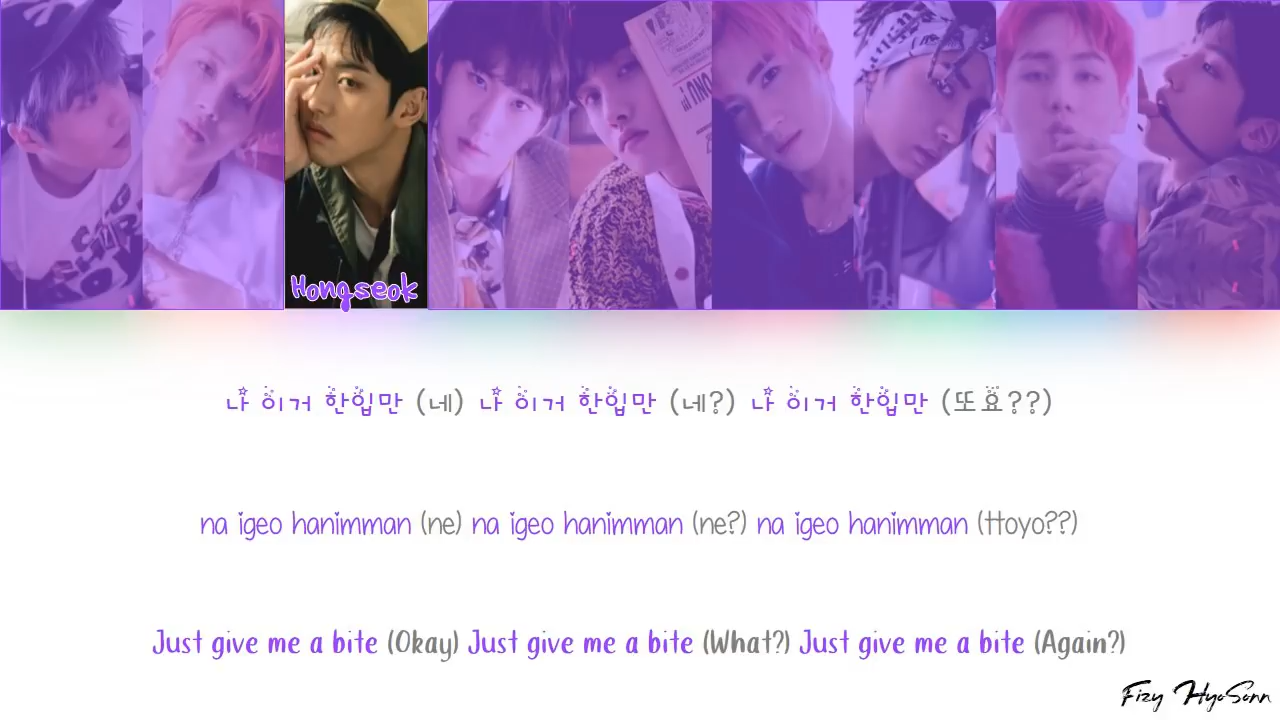 Hongseok
나 이거 한입만 (네) 나 이거 한입만 (네?) 나 이거 한입만 (또요??)
na igeo hanimman (ne) na igeo hanimman (ne?) na igeo hanimman (ttoyo??)
Just give me a bite (Okay) Just give me a bite (What?) Just give me a bite (Again?)
Fizy HyoSonn